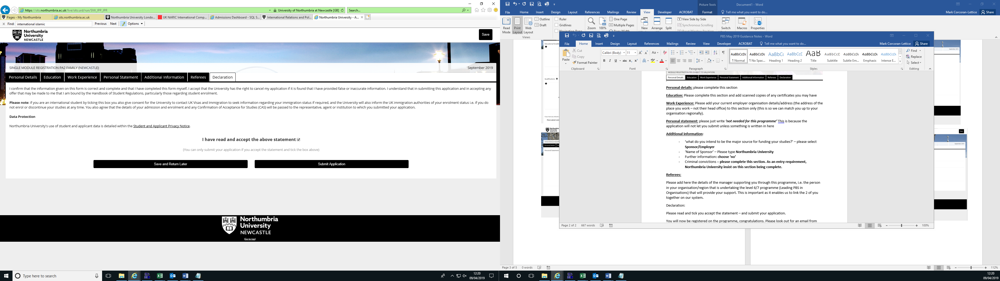 https://sits.northumbria.ac.uk/live/sits.urd/run/SIW_IPP_IPR
University of Northumbria at Newcastle [GB]
Search...
Pages - My Northumbria
sits.northumbria.ac.uk
Northumbria University Londo...
UK NARIC International Comp...
Admissions Dashboard - SQL S...
International Relations and Pol...
Northumbria University - A...
x Find: international islamic
Previous Next Options
Northumbria
University
NEWCASTLE
Save
SINGLE MODULE REGISTRATION PA2 FAMILY (NEWCASTLE)
September 2019
Personal Details
Education
Work Experience
Personal Statement
Additional Information
Referees
Declaration
I confirm that the information given on this form is correct and complete and that I have completed this form myself. I accept that the University has the right to cancel my application if it is found that I have provided false or inaccurate information. I understand that in submitting this application and in accepting any
offer that may be made to me that I am bound by the Handbook of Student Regulations, particularly those regarding student enrolment.
Please note: if you are an international student by ticking this box you also give consent for the University to contact UK Visas and Immigration to seek information regarding your immigration status if required, and the University will also inform the UK immigration authorities of your enrolment status i.e. if you do
not enrol or discontinue your studies at any time. You also agree that the details of your admission and enrolment and any Confirmation of Acceptance for Studies (CAS) will be passed to the representative, agent or institution to which you submitted your application.
Data Protection
Northumbria University's use of student and applicant data is detailed within the Student and Applicant Privacy Notice.
I have read and accept the above statement
(You can only submit your application if you accept the statement and tick the box above)
Save and Return Later
Submit Application
Northumbria
University
NEWCASTLE
(Go to top)
Type here to search
12:20
09/04/2019
Picture Tools
Document1 - Word
File Home Insert Design Layout References Mailings Review View Developer ACROBAT Format Tell me what you want to do...
Mark Corcoran-Lettice Share
Read Mode
Print Layout
Web Layout
Outline
Draft
Views
Ruler
Gridlines
Navigation Pane
Zoom
100%
One Page
Multiple Pages
Page Width
New
Arrange
Split
View Side by Side
Synchronous Scrolling
Reset Window Position
Switch
Macros
Properties
PBS May 2019 Guidance Notes - Word
File Home Insert Design Layout References Mailings Review View Developer ACROBAT Tell me what you want to do...
Mark Corcoran-Lettice Share
Paste
Cut
Copy
Format Painter
Clipboard
Calibri (Body) 11
Font
Paragraph
¶ Normal
¶ No Spac...
Heading 1
Heading 2
Title
Subtitle
Subtle Em...
Emphasis
Intense E...
Styles
Find
Replace
Select
Editing
MODULE REGISTRATION PBS (SUBJECT TO VALIDATION)
Personal Details Education Work Experience Personal Statement Additional Information Referees Declaration
Personal details: please complete this section
Education: Please complete this section and add scanned copies of any certificates you may have
Work Experience: Please add your current employer organisation details/address (the address of the
place you work – not their head office) to this section only (this is so we can match you up to your
organisation regionally).
Personal statement: please just write 'not needed for this programme' This is because the
application will not let you submit unless something is written in here
Additional information:
- 'what do you intend to be the major source for funding your studies?' – please select
Sponsor/Employer
- 'Name of Sponsor' – Please type Northumbria University
- Further information: choose 'no'
- Criminal convictions – please complete this section. As an entry requirement,
Northumbria University insist on this section being complete.
Referees:
Please add here the details of the manager supporting you through this programme, i.e. the person
in your organisation/region that is undertaking the level 6/7 programme (Leading PBS in
Organisations) that will provide your support. This is important as it enables us to link the 2 of you
together on our system.
Declaration:
Please read and tick you accept the statement – and submit your application.
You will now be registered on the programme, congratulations. Please look out for an email from
Page 2 of 2 667 words
100%
Page 3 of 5 0 words
112%
12:20
09/04/2019